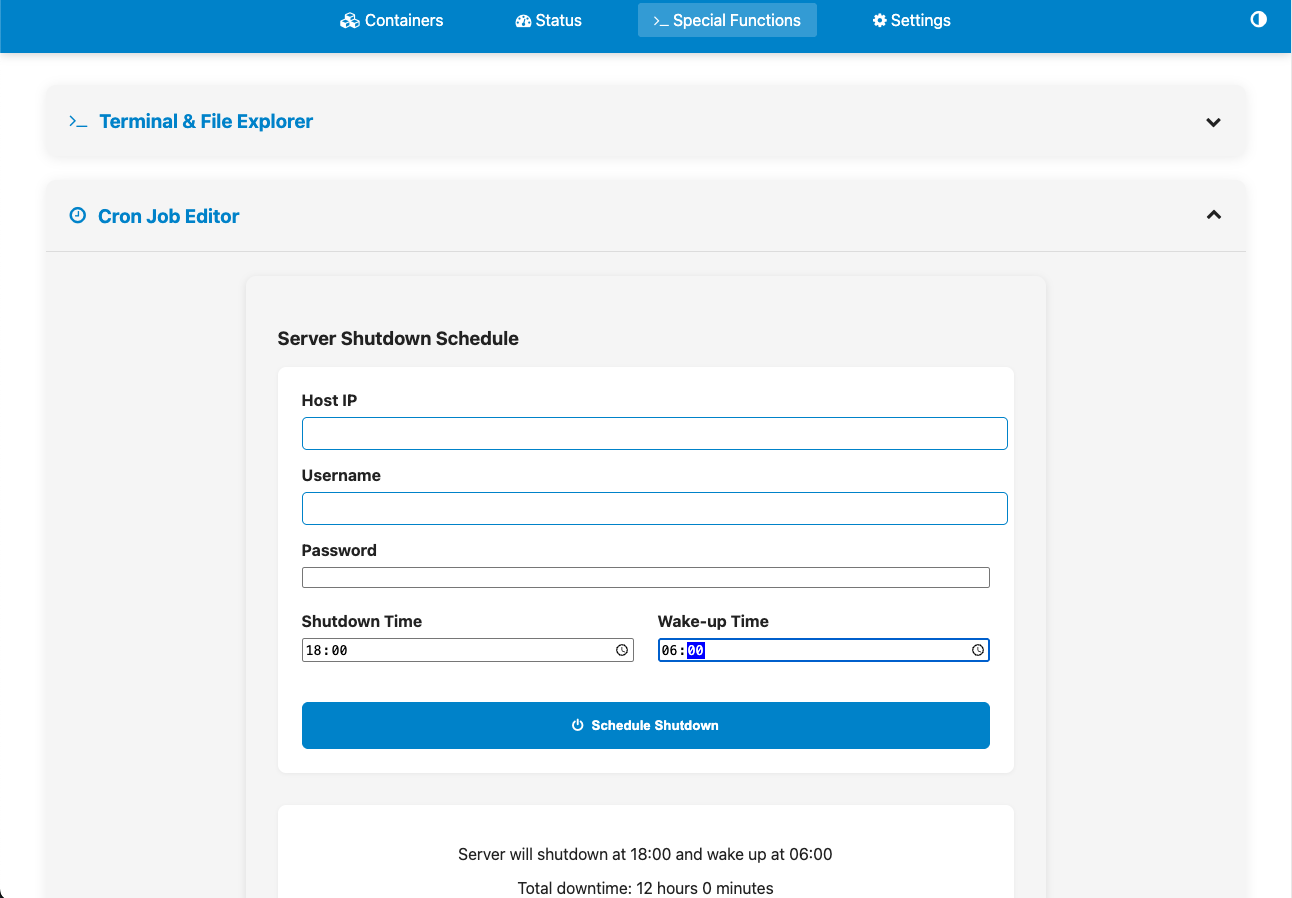 Containers Status >_ Special Functions Settings
>_ Terminal & File Explorer
Cron Job Editor
Server Shutdown Schedule
Host IP
Username
Password
Shutdown Time Wake-up Time
18:00 06:00
Schedule Shutdown
Server will shutdown at 18:00 and wake up at 06:00
Total downtime: 12 hours 0 minutes